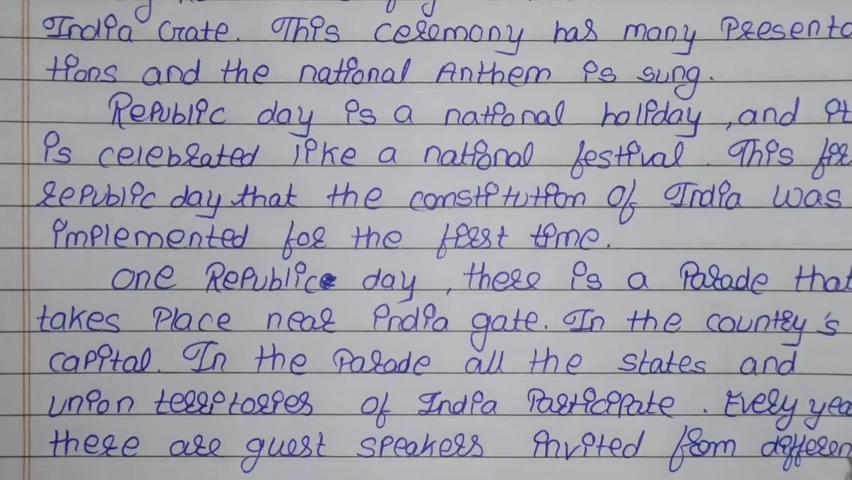 India Gate. This ceremony has many Presenta
tions and the national Anthem is sung.
Republic day is a national holiday, and it
is celebrated like a national festival. This for
republic day that the constitution of India was
implemented for the first time.
One Republic day, there is a Parade that
takes Place near India gate. In the country's
capital. In the Parade all the states and
union territories of India Participate. Every yea
there are guest speakers invited from differen